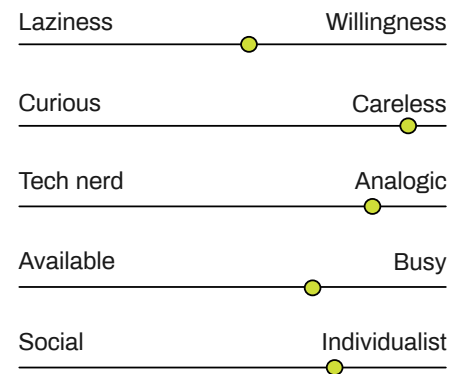 Laziness Willingness
Curious Careless
Tech nerd Analogic
Available Busy
Social Individualist